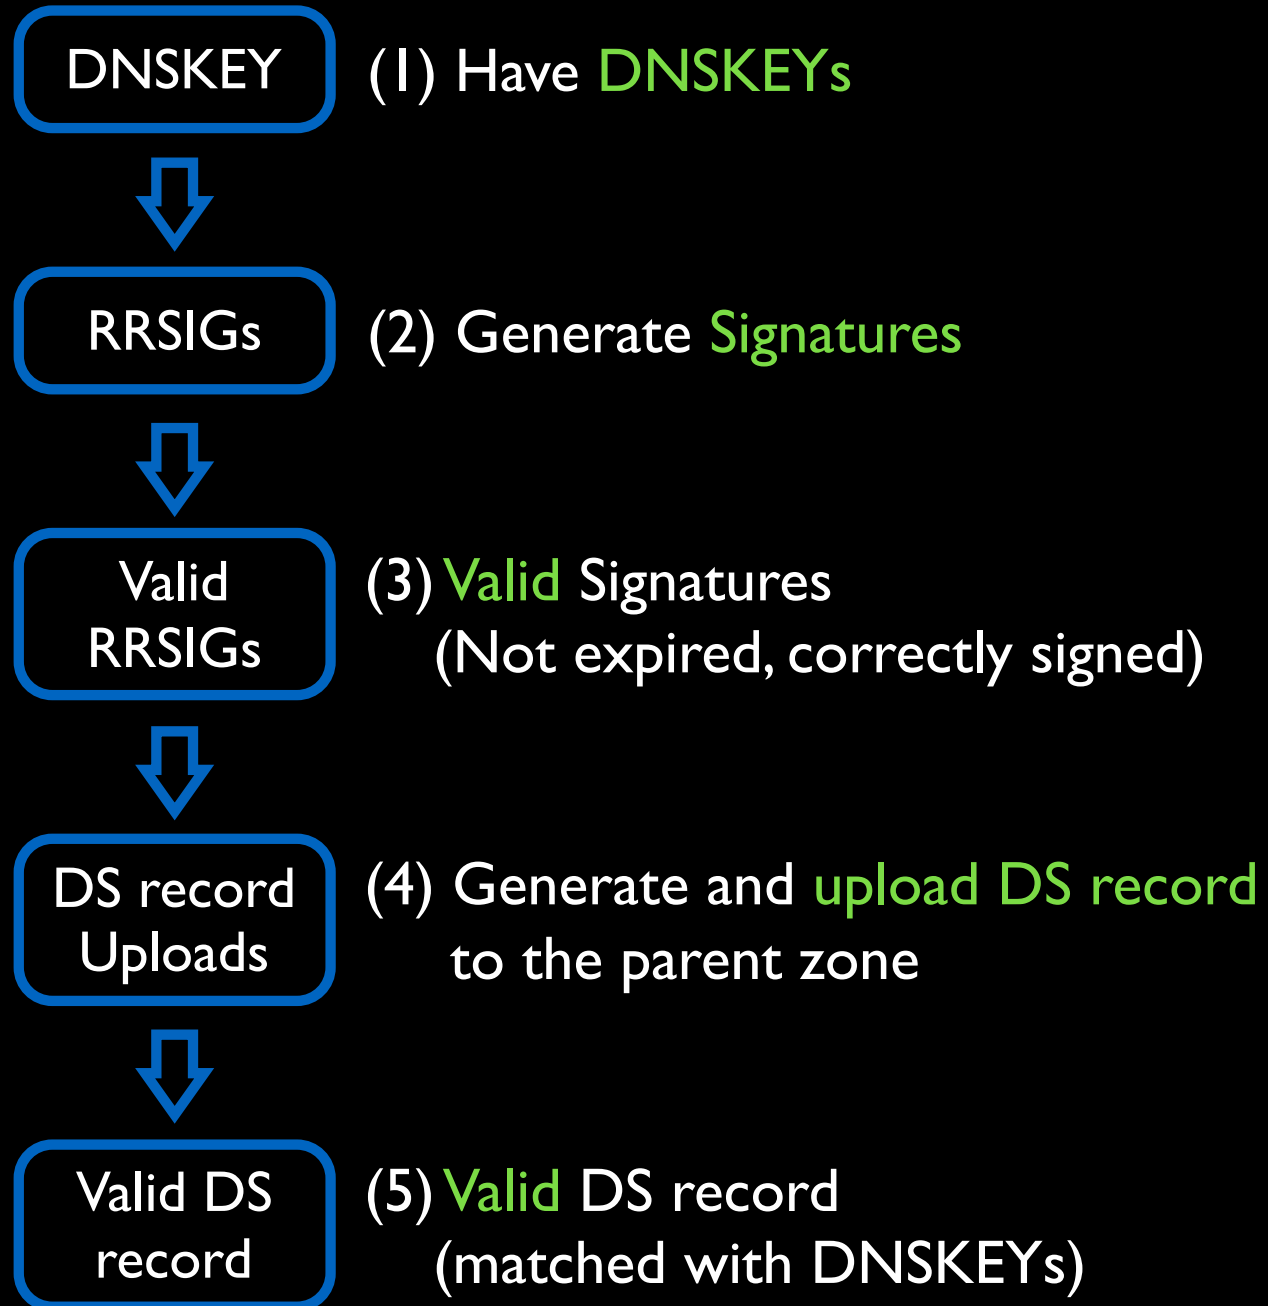 DNSKEY
(1) Have DNSKEYs
RRSIGs
(2) Generate Signatures
Valid
RRSIGs
(3) Valid Signatures
(Not expired, correctly signed)
DS record
Uploads
(4) Generate and upload DS record
to the parent zone
Valid DS
record
(5) Valid DS record
(matched with DNSKEYs)